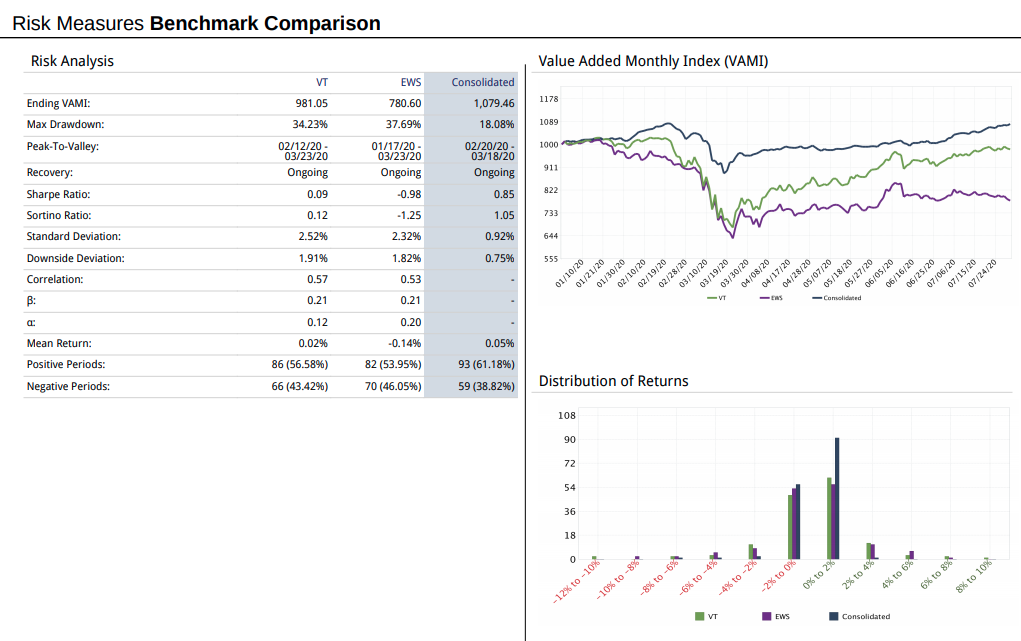 Risk Measures Benchmark Comparison
Risk Analysis
VT EWS Consolidated
Ending VAMI: 981.05 780.60 1,079.46
Max Drawdown: 34.23% 37.69% 18.08%
Peak-To-Valley: 02/12/20 - 01/17/20 - 02/20/20 -
03/23/20 03/23/20 03/18/20
Recovery: Ongoing Ongoing Ongoing
Sharpe Ratio: 0.09 -0.98 0.85
Sortino Ratio: 0.12 -1.25 1.05
Standard Deviation: 2.52% 2.32% 0.92%
Downside Deviation: 1.91% 1.82% 0.75%
Correlation: 0.57 0.53 -
β: 0.21 0.21 -
α: 0.12 0.20 -
Mean Return: 0.02% -0.14% 0.05%
Positive Periods: 86 (56.58%) 82 (53.95%) 93 (61.18%)
Negative Periods: 66 (43.42%) 70 (46.05%) 59 (38.82%)
Value Added Monthly Index (VAMI)
1178
1089
1000
911
822
733
644
555
01/10/20 01/21/20 01/30/20 02/10/20 02/19/20 02/28/20 03/10/20 03/19/20 03/30/20 04/08/20 04/17/20 04/28/20 05/07/20 05/18/20 05/27/20 06/05/20 06/16/20 06/25/20 07/06/20 07/15/20 07/24/20
VT EWS Consolidated
Distribution of Returns
108
90
72
54
36
18
0
−12% to −10% −10% to −8% −8% to −6% −6% to −4% −4% to −2% −2% to 0% 0% to 2% 2% to 4% 4% to 6% 6% to 8% 8% to 10%
VT EWS Consolidated